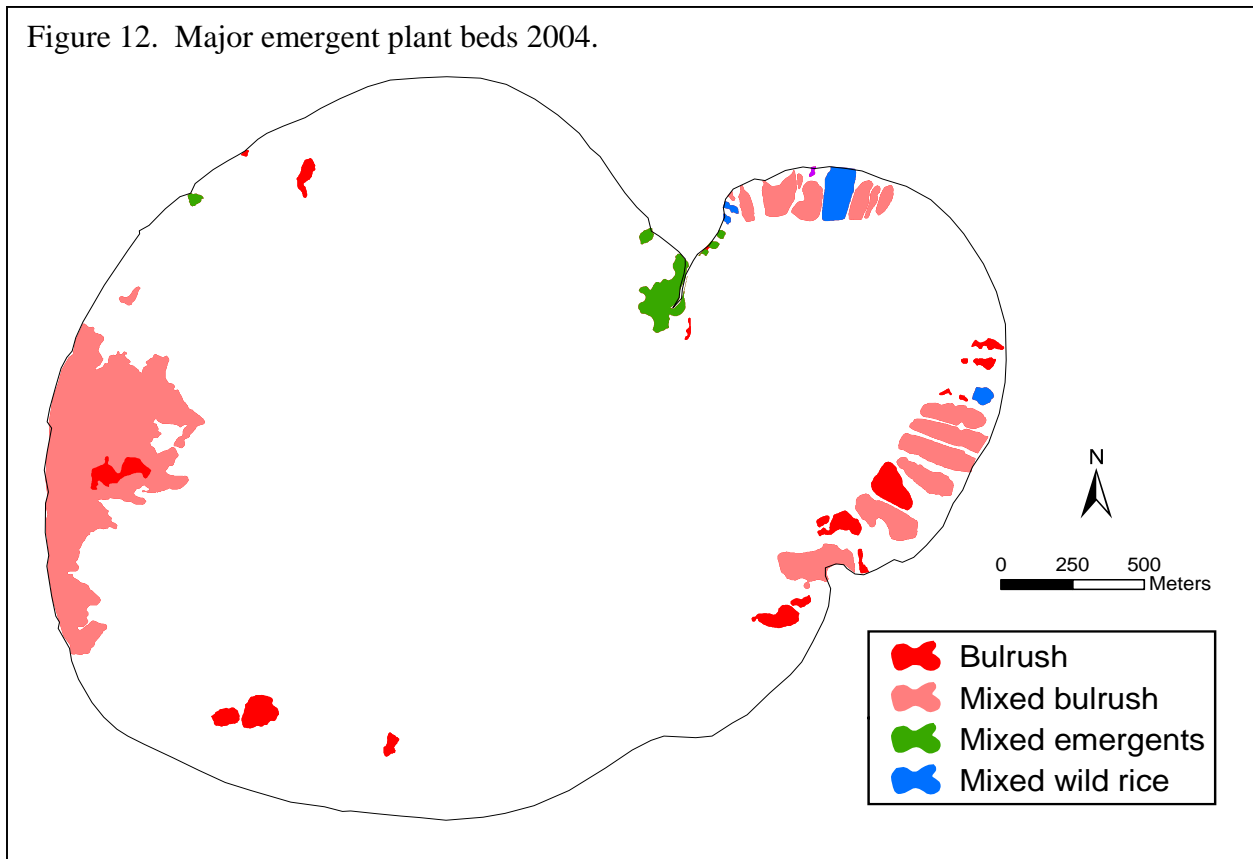 Figure 12.  Major emergent plant beds 2004.
N
0 250 500
Meters
Bulrush
Mixed bulrush
Mixed emergents
Mixed wild rice